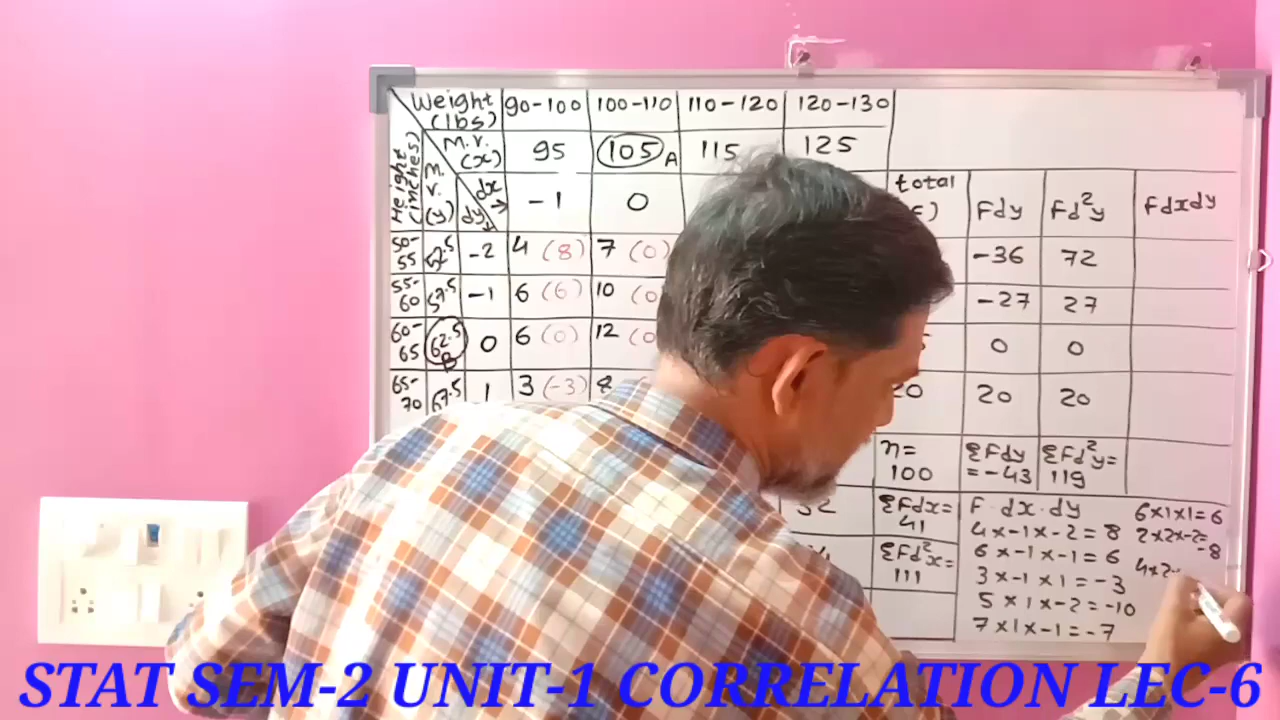 Weight (lbs) 90-100 100-110 110-120 120-130
M.V. (x) 95 105 A 115 125
Height (inches) M.V. (y) dx → dy ↓ -1 0 total Fdy Fd²y Fdxdy
50-55 52.5 -2 4 (8) 7 (0) -36 72
55-60 57.5 -1 6 (6) 10 (0 -27 27
60-65 62.5 B 0 6 (0) 12 (0 0 0
65-70 67.5 1 3 (-3) 8 20 20 20
n= 100 ΣFdy = -43 ΣFd²y= 119
ΣFdx= 41
ΣFd²x= 111
F · dx · dy
4 × -1 × -2 = 8
6 × -1 × -1 = 6
3 × -1 × 1 = -3
5 × 1 × -2 = -10
7 × 1 × -1 = -7
6×1×1=6
2×2×-2= -8
4×2×
STAT SEM-2 UNIT-1 CORRELATION LEC-6